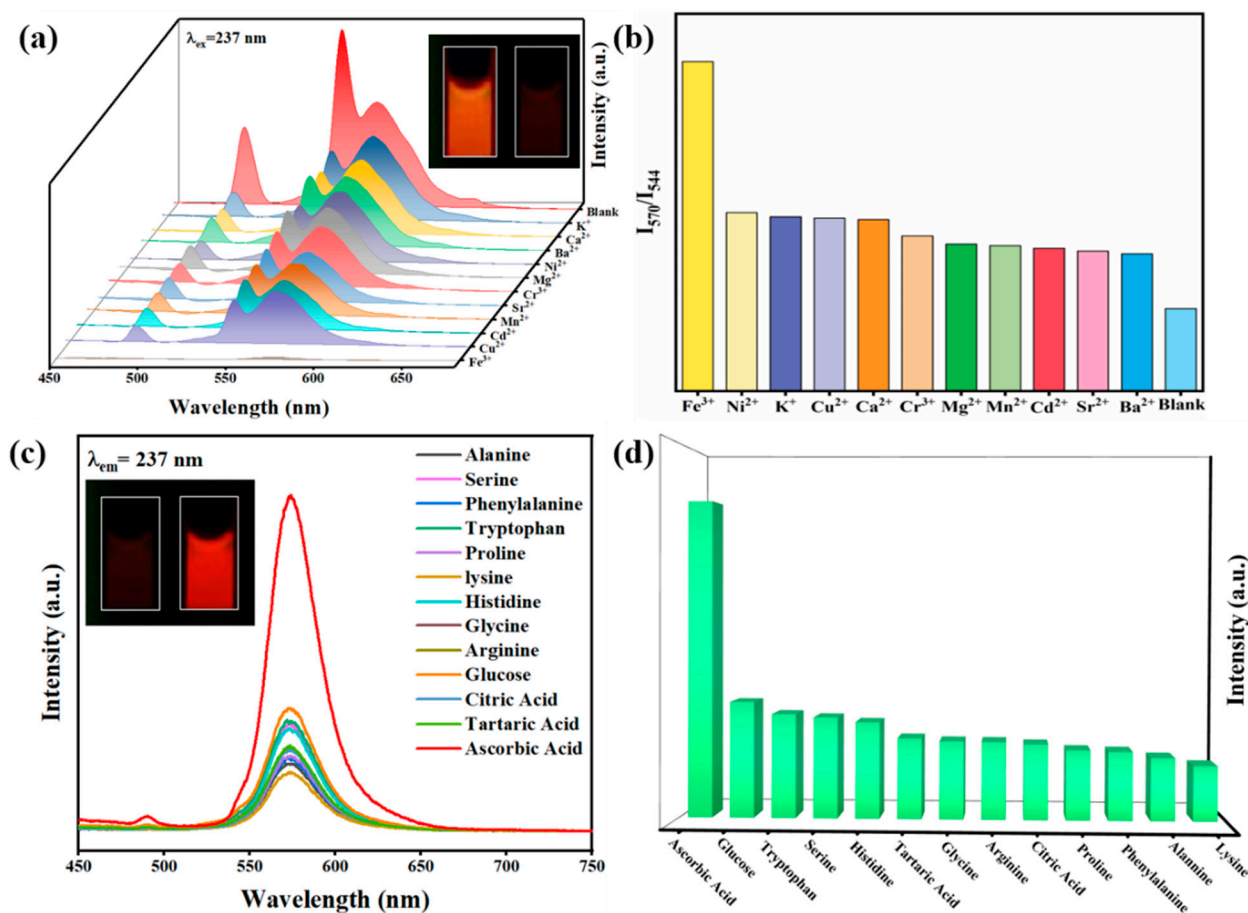 (a)
λex=237 nm
Intensity (a.u.)
Blank
K+
Ca2+
Ba2+
Ni2+
Mg2+
Cr3+
Sr2+
Mn2+
Cd2+
Cu2+
Fe3+
450 500 550 600 650
Wavelength (nm)
(b)
I570/I544
Fe3+ Ni2+ K+ Cu2+ Ca2+ Cr3+ Mg2+ Mn2+ Cd2+ Sr2+ Ba2+ Blank
(c)
λem= 237 nm
Alanine
Serine
Phenylalanine
Tryptophan
Proline
lysine
Histidine
Glycine
Arginine
Glucose
Citric Acid
Tartaric Acid
Ascorbic Acid
Intensity (a.u.)
450 500 550 600 650 700 750
Wavelength (nm)
(d)
Intensity (a.u.)
Ascorbic Acid
Glucose
Tryptophan
Serine
Histidine
Tartaric Acid
Glycine
Arginine
Citric Acid
Proline
Phenylalanine
Alannine
Lysine